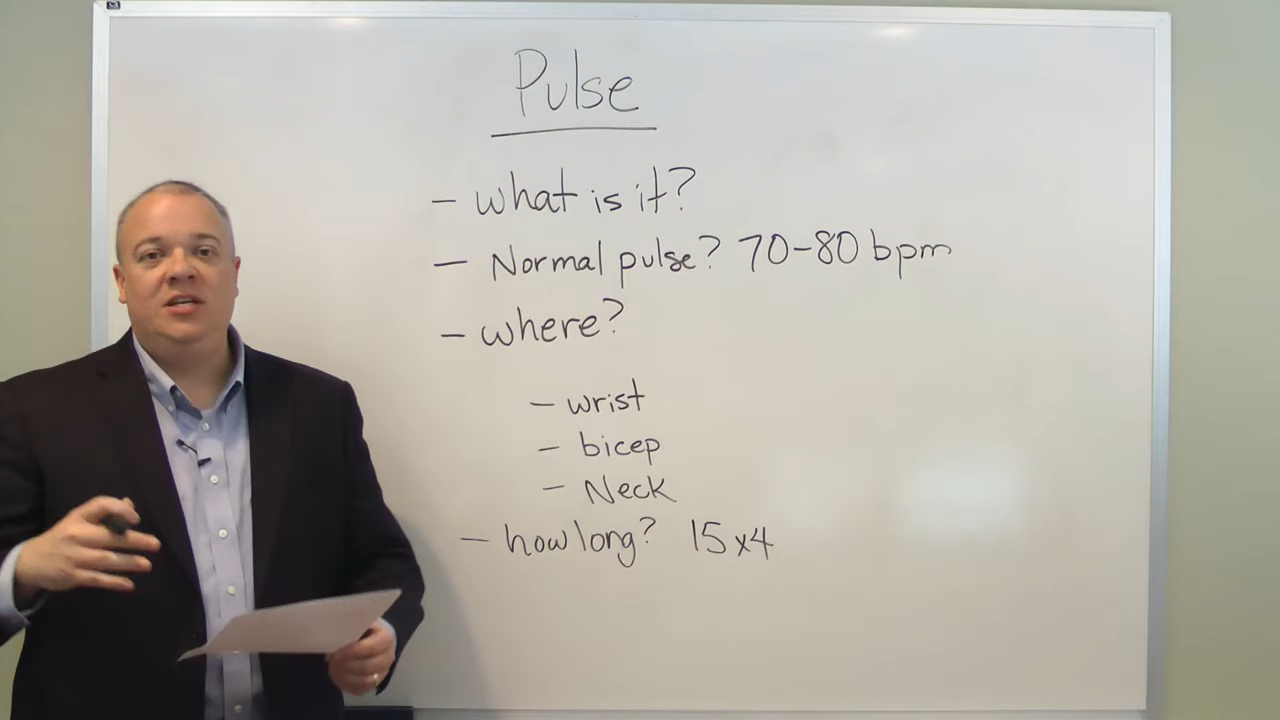 Pulse
- What is it?
- Normal pulse? 70-80 bpm
- where?
- wrist
- bicep
- Neck
- how long? 15x4